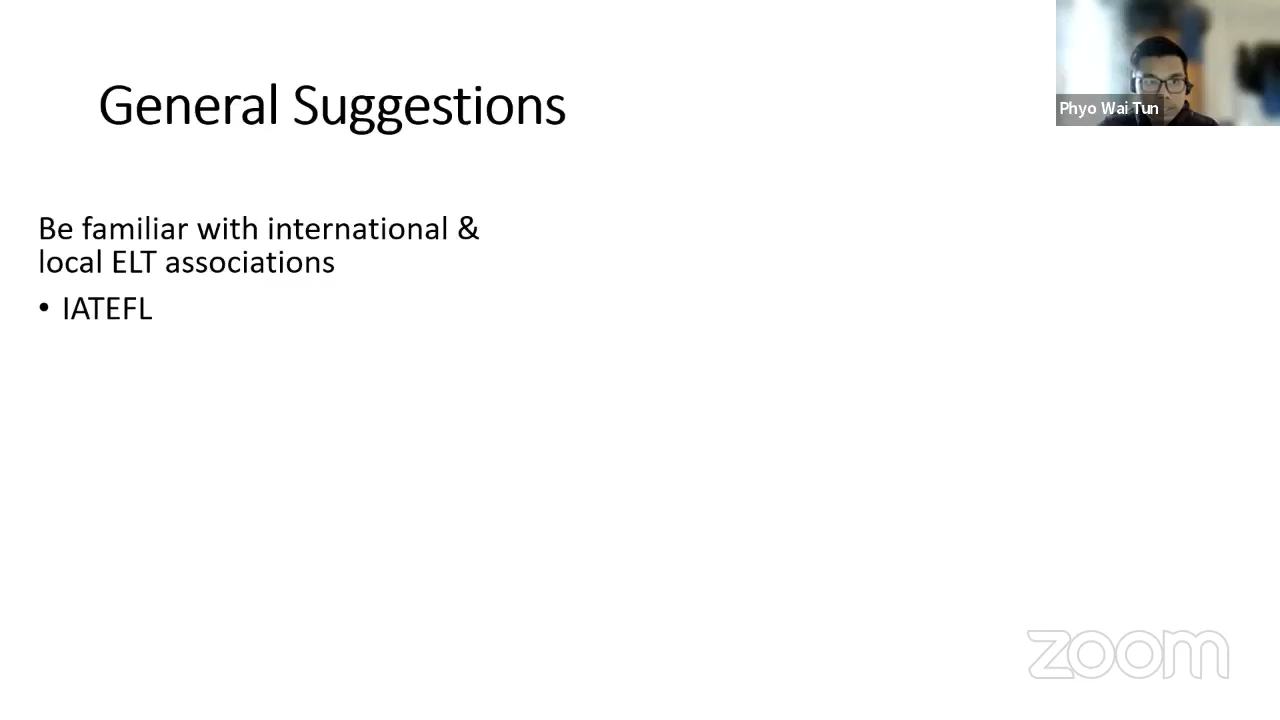 General Suggestions
Phyo Wai Tun
Be familiar with international &
local ELT associations
• IATEFL
zoom